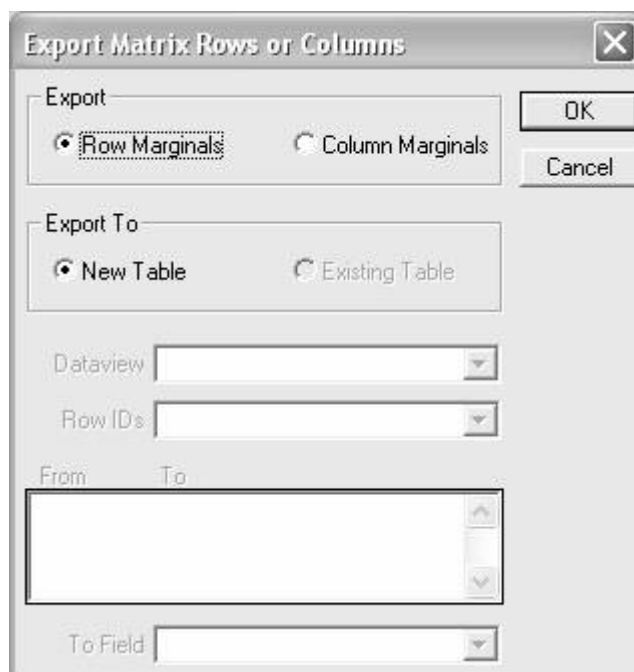 Export Matrix Rows or Columns
Export
OK
Row Marginals Column Marginals
Cancel
Export To
New Table Existing Table
Dataview
Row IDs
From To
To Field